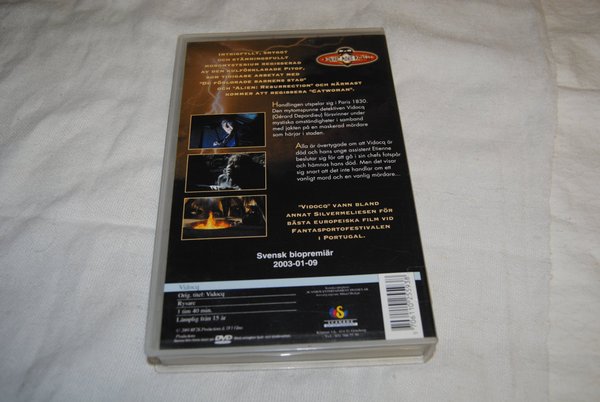 INTRIGFYLLT, SNYGGT
OCH STÄMNINGSFULLT
MORDMYSTERIUM REGISSERAD
AV DEN KULTFÖRKLARADE PITOF,
SOM TIDIGARE ARBETAT MED
"DE FÖRLORADE BARNENS STAD"
OCH "ALIEN: RESURRECTION" OCH NÄRMAST
KOMMER ATT REGISSERA "CATWOMAN".
Handlingen utspelar sig i Paris 1830.
Den mytomspunne detektiven Vidocq
(Gérard Depardieu) försvinner under
mystiska omständigheter i samband
med jakten på en maskerad mördare
som härjar i staden.
Alla är övertygade om att Vidocq är
död och hans unge assistent Etienne
beslutar sig för att gå i sin chefs fotspår
och hämnas hans död. Men det visar
sig snart att det inte handlar om ett
vanligt mord och en vanlig mördare...
"VIDOCQ" VANN BLAND
ANNAT SILVERMELIESEN FÖR
BÄSTA EUROPEISKA FILM VID
FANTASPORTOFESTIVALEN
I PORTUGAL.
Svensk biopremiär
2003-01-09
Vidocq
Orig. titel: Vidocq
Rysare
1 tim 40 min.
Lämplig från 15 år
DVD